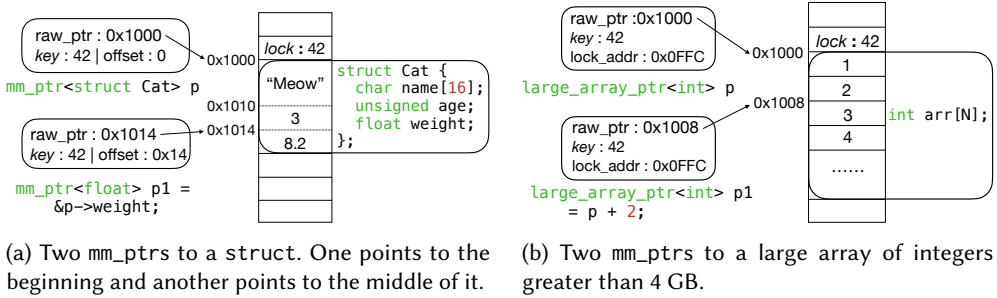 raw_ptr : 0x1000
key : 42 | offset : 0
mm_ptr<struct Cat> p
raw_ptr : 0x1014
key : 42 | offset : 0x14
mm_ptr<float> p1 =
&p->weight;
0x1000
0x1010
0x1014
lock : 42
“Meow”
3
8.2
struct Cat {
char name[16];
unsigned age;
float weight;
};
(a) Two mm_ptrs to a struct. One points to the
beginning and another points to the middle of it.
raw_ptr :0x1000
key : 42
lock_addr : 0x0FFC
large_array_ptr<int> p
raw_ptr :0x1008
key : 42
lock_addr : 0x0FFC
large_array_ptr<int> p1
= p + 2;
0x1000
0x1008
lock : 42
1
2
3
4
......
int arr[N];
(b) Two mm_ptrs to a large array of integers
greater than 4 GB.